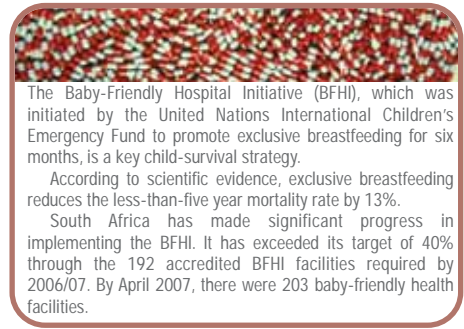 The Baby-Friendly Hospital Initiative (BFHI), which was
initiated by the United Nations International Children's
Emergency Fund to promote exclusive breastfeeding for six
months, is a key child-survival strategy.
According to scientific evidence, exclusive breastfeeding
reduces the less-than-five year mortality rate by 13%.
South Africa has made significant progress in
implementing the BFHI. It has exceeded its target of 40%
through the 192 accredited BFHI facilities required by
2006/07. By April 2007, there were 203 baby-friendly health
facilities.